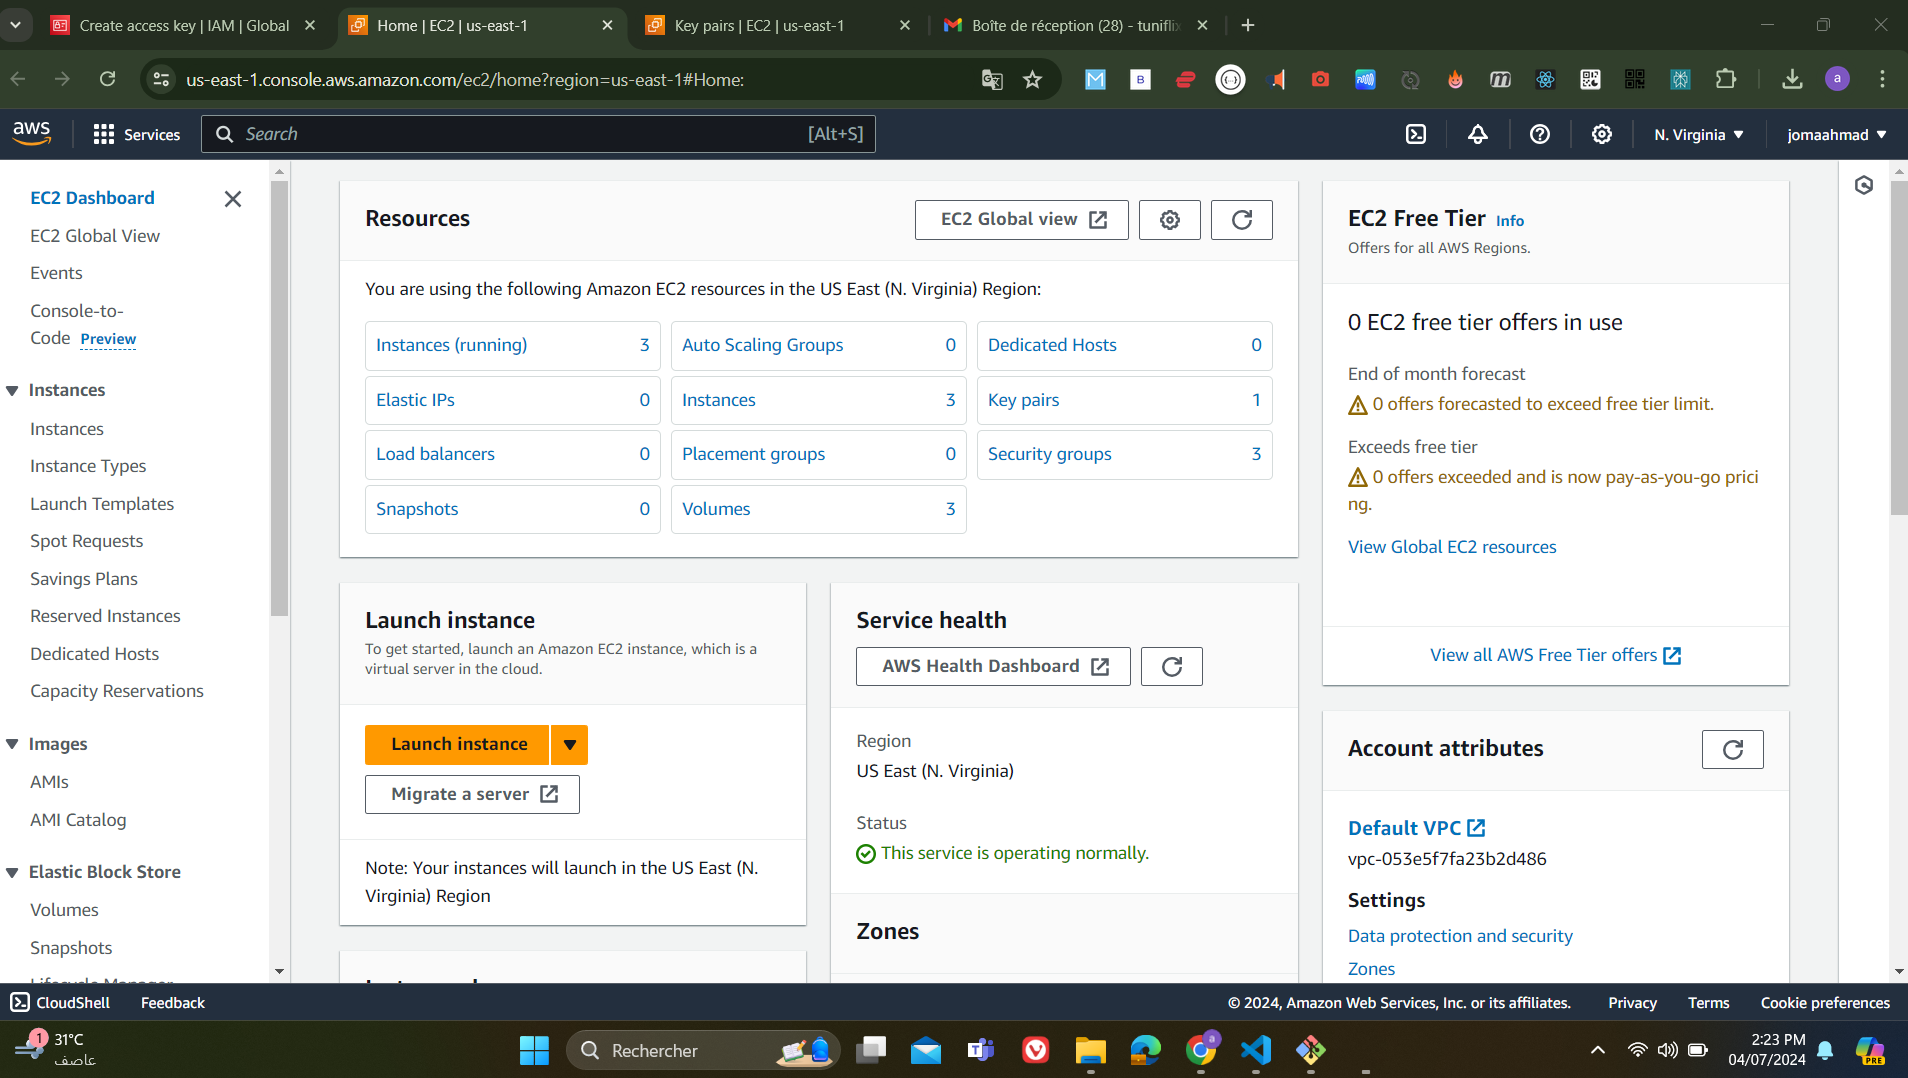 Create access key | IAM | Global
Home | EC2 | us-east-1
Key pairs | EC2 | us-east-1
Boîte de réception (28) - tuniflix
us-east-1.console.aws.amazon.com/ec2/home?region=us-east-1#Home:
a
aws
Services
Search
[Alt+S]
N. Virginia
jomaahmad
EC2 Dashboard
EC2 Global View
Events
Console-to-
Code Preview
Instances
Instances
Instance Types
Launch Templates
Spot Requests
Savings Plans
Reserved Instances
Dedicated Hosts
Capacity Reservations
Images
AMIs
AMI Catalog
Elastic Block Store
Volumes
Snapshots
Lifecycle Manager
Resources
EC2 Global view
You are using the following Amazon EC2 resources in the US East (N. Virginia) Region:
Instances (running) 3
Auto Scaling Groups 0
Dedicated Hosts 0
Elastic IPs 0
Instances 3
Key pairs 1
Load balancers 0
Placement groups 0
Security groups 3
Snapshots 0
Volumes 3
Launch instance
To get started, launch an Amazon EC2 instance, which is a
virtual server in the cloud.
Launch instance
Migrate a server
Note: Your instances will launch in the US East (N.
Virginia) Region
Service health
AWS Health Dashboard
Region
US East (N. Virginia)
Status
This service is operating normally.
Zones
EC2 Free Tier Info
Offers for all AWS Regions.
0 EC2 free tier offers in use
End of month forecast
0 offers forecasted to exceed free tier limit.
Exceeds free tier
0 offers exceeded and is now pay-as-you-go prici
ng.
View Global EC2 resources
View all AWS Free Tier offers
Account attributes
Default VPC
vpc-053e5f7fa23b2d486
Settings
Data protection and security
Zones
CloudShell
Feedback
© 2024, Amazon Web Services, Inc. or its affiliates.
Privacy
Terms
Cookie preferences
1
31°C
عاصف
Rechercher
2:23 PM
04/07/2024
PRE